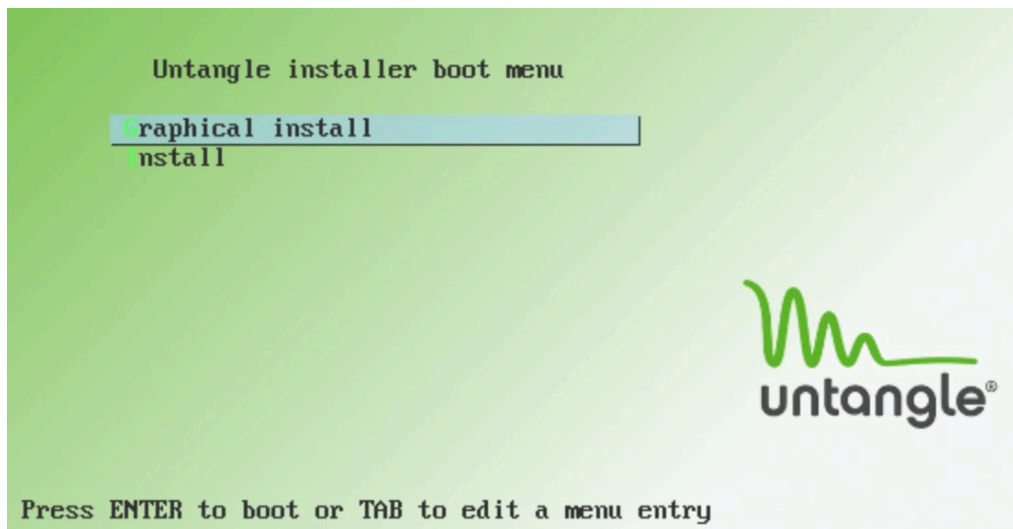 Untangle installer boot menu
Graphical install
Install
untangle®
Press ENTER to boot or TAB to edit a menu entry